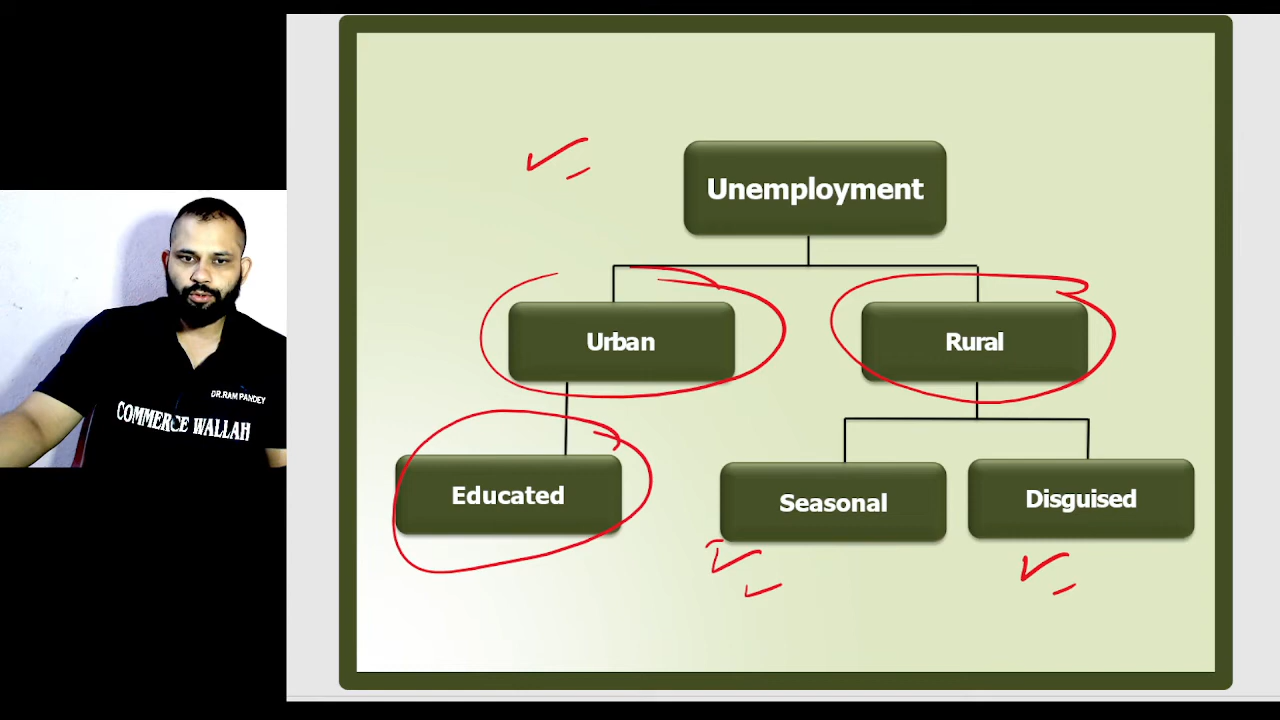 Unemployment
Urban
Rural
Educated
Seasonal
Disguised
DR.RAM PANDEY
COMMERCE WALLAH